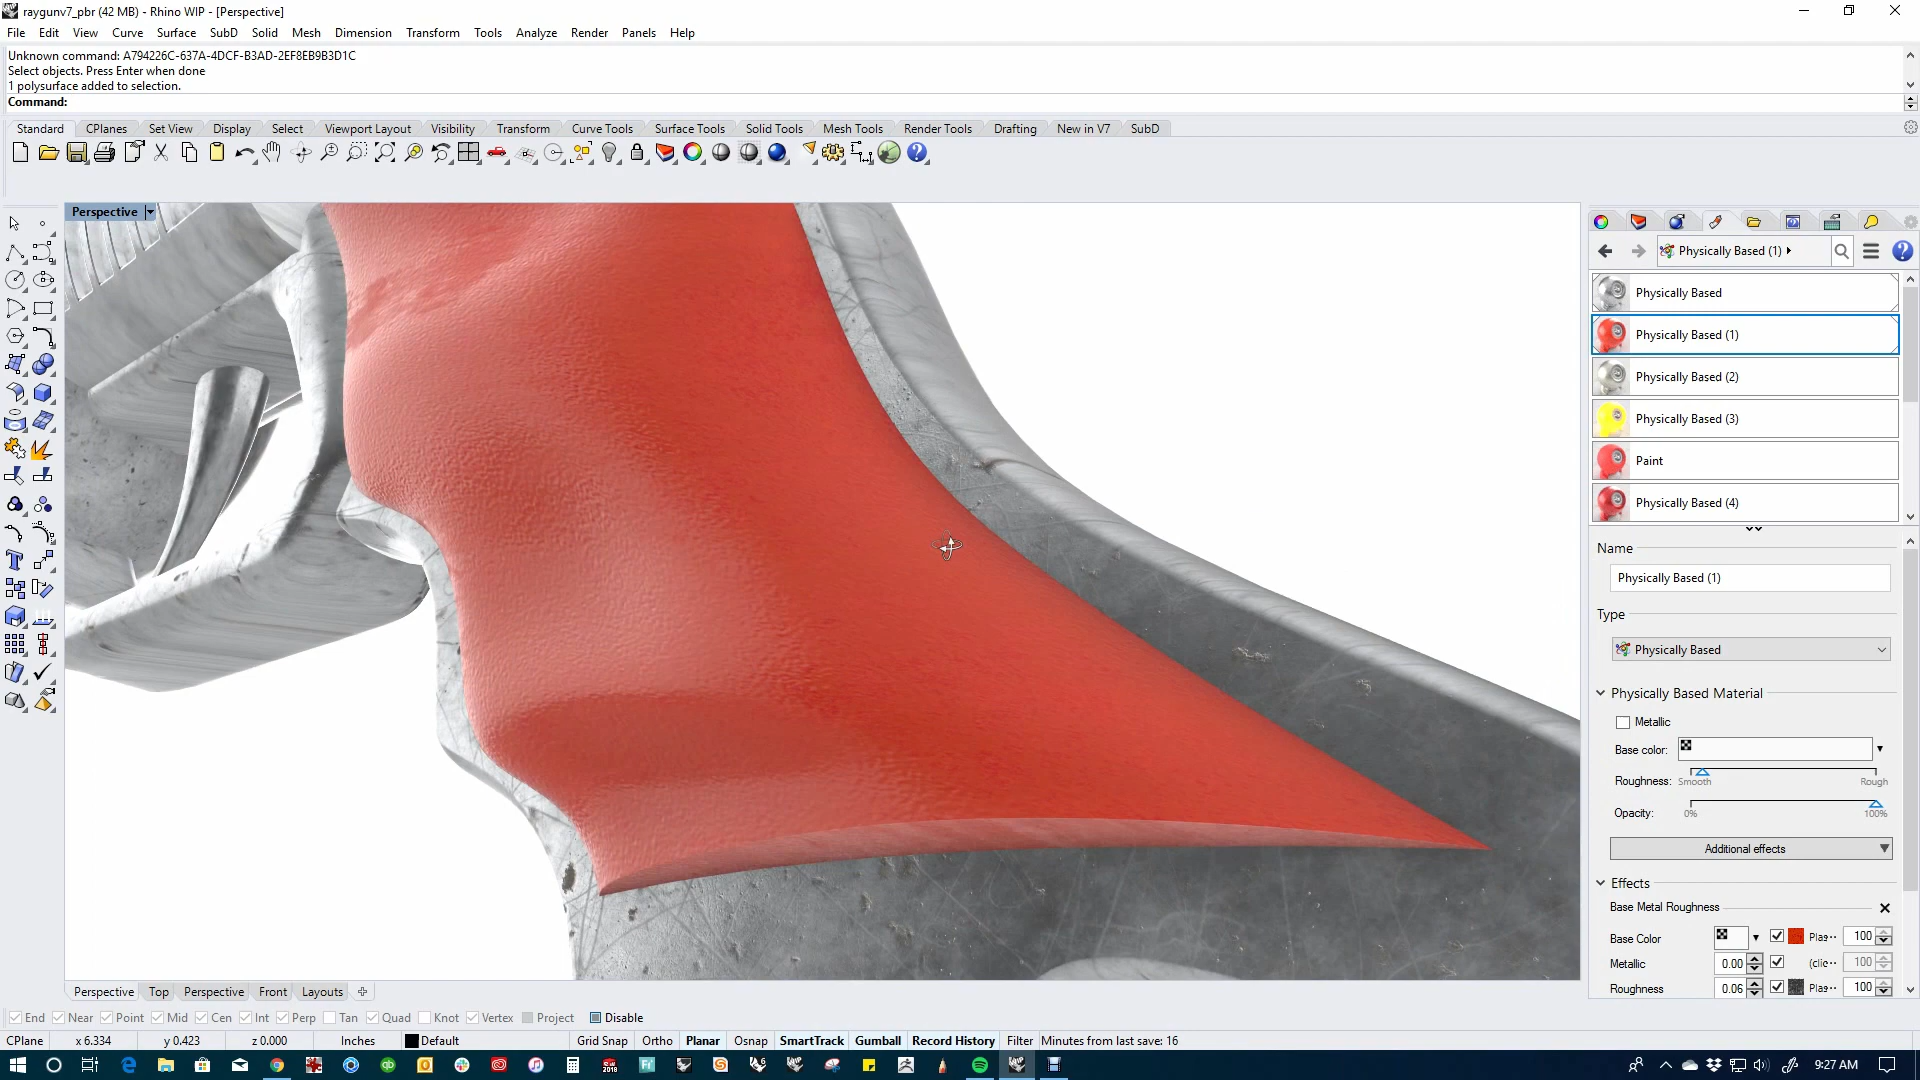 raygunv7_pbr (42 MB) - Rhino WIP - [Perspective]
File Edit View Curve Surface SubD Solid Mesh Dimension Transform Tools Analyze Render Panels Help
Unknown command: A794226C-637A-4DCF-B3AD-2EF8EB9B3D1C
Select objects. Press Enter when done
1 polysurface added to selection.
Command:
Standard CPlanes Set View Display Select Viewport Layout Visibility Transform Curve Tools Surface Tools Solid Tools Mesh Tools Render Tools Drafting New in V7 SubD
Perspective
Physically Based (1)
Physically Based
Physically Based (1)
Physically Based (2)
Physically Based (3)
Paint
Physically Based (4)
Name
Physically Based (1)
Type
Physically Based
Physically Based Material
Metallic
Base color:
Roughness: Smooth Rough
Opacity: 0% 100%
Additional effects
Effects
Base Metal Roughness
Base Color Plas·· 100
Metallic 0.00 (clic·· 100
Roughness 0.06 Plas·· 100
Perspective Top Perspective Front Layouts
End Near Point Mid Cen Int Perp Tan Quad Knot Vertex Project Disable
CPlane x 6.334 y 0.423 z 0.000 Inches Default Grid Snap Ortho Planar Osnap SmartTrack Gumball Record History Filter Minutes from last save: 16
9:27 AM